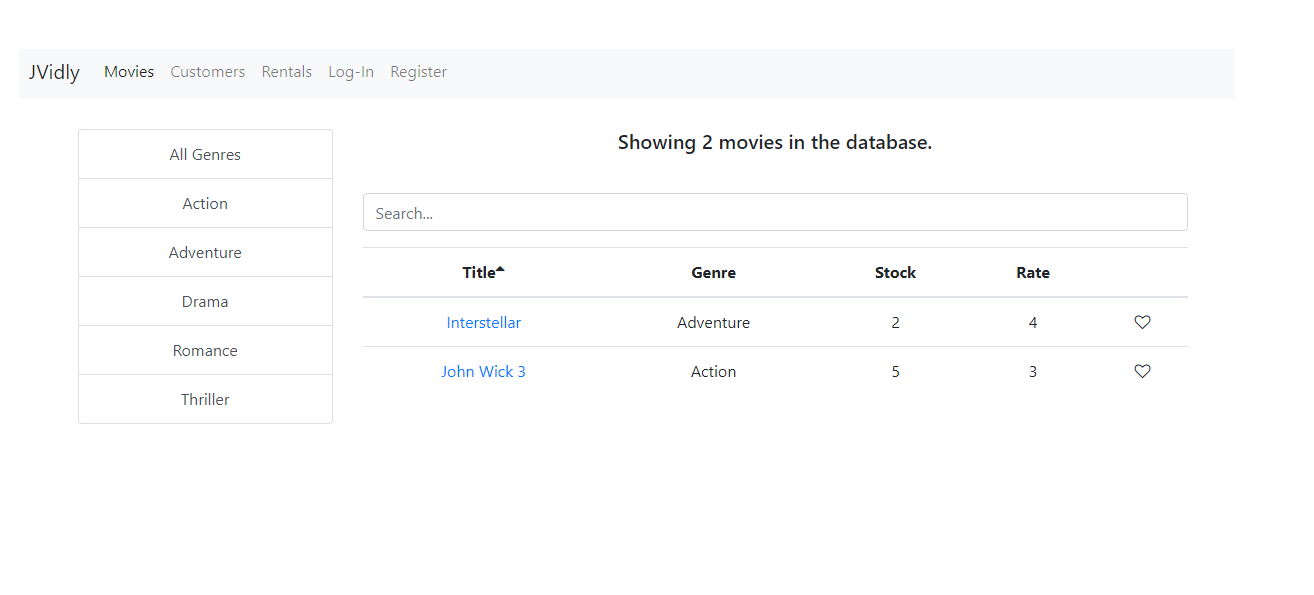 JVidly Movies Customers Rentals Log-In Register
All Genres
Action
Adventure
Drama
Romance
Thriller
Showing 2 movies in the database.
Search...
Title Genre Stock Rate
Interstellar Adventure 2 4
John Wick 3 Action 5 3